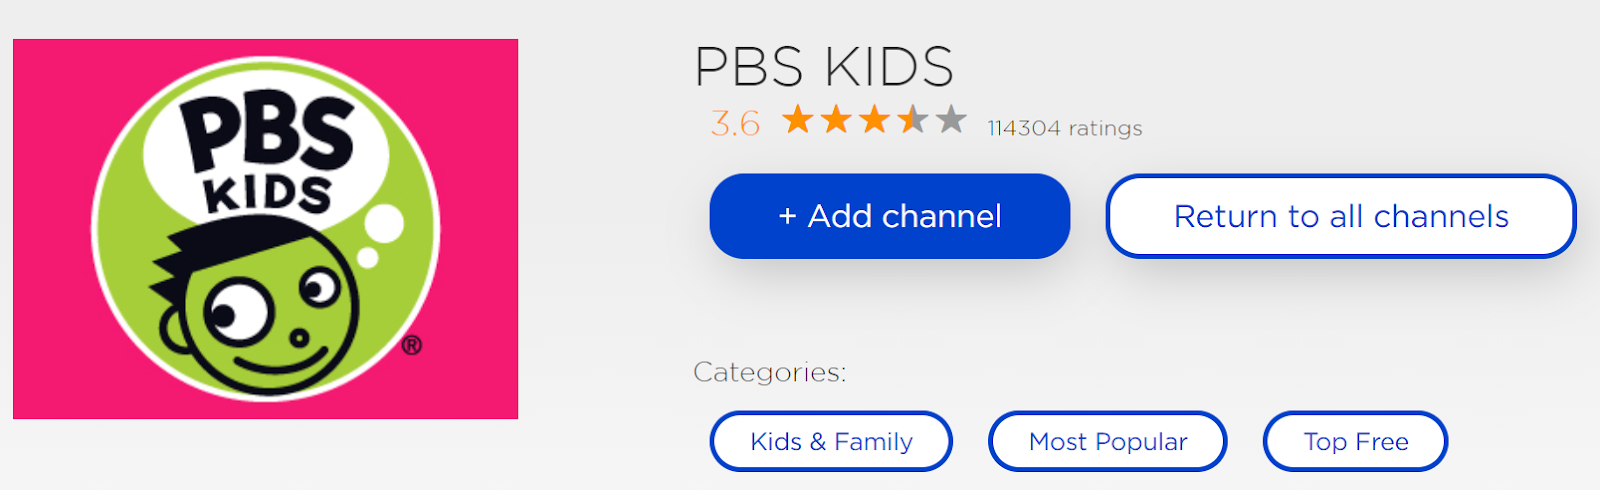 PBS
KIDS
®
PBS KIDS
3.6 114304 ratings
+ Add channel
Return to all channels
Categories:
Kids & Family
Most Popular
Top Free